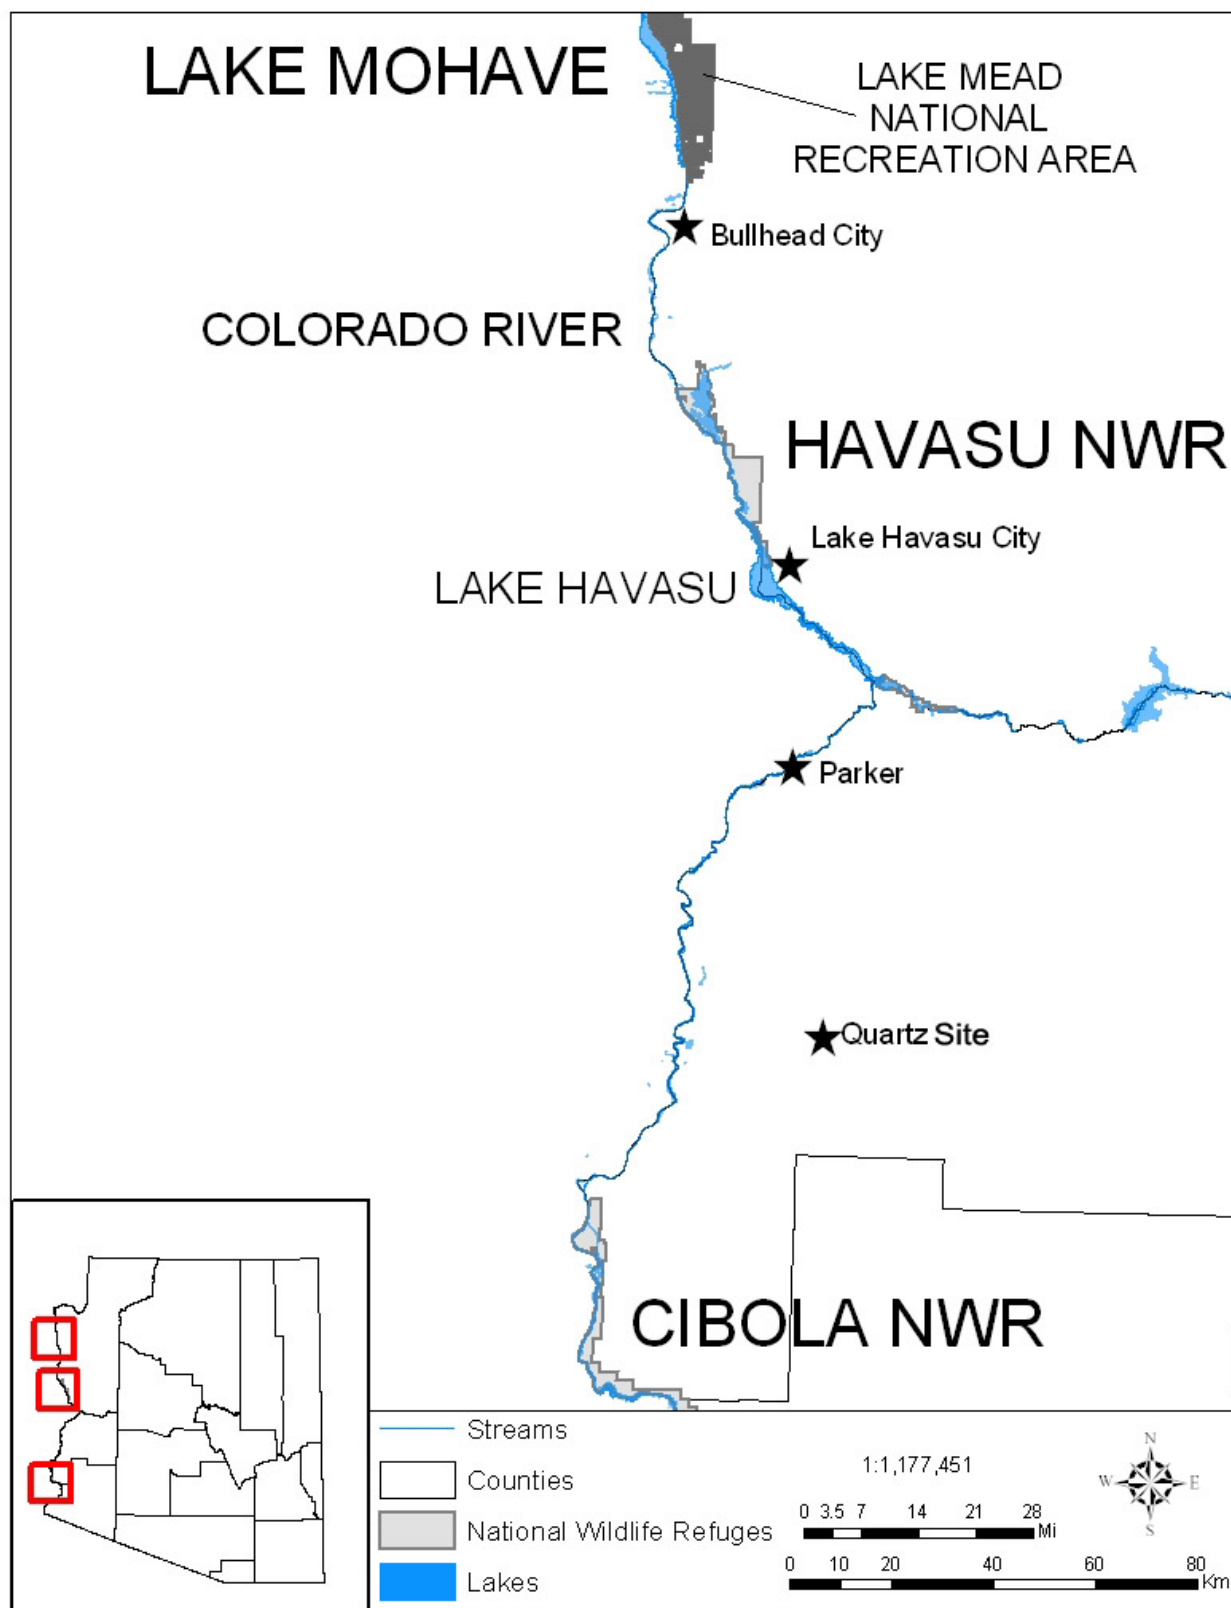 LAKE MOHAVE
LAKE MEAD
NATIONAL
RECREATION AREA
Bullhead City
COLORADO RIVER
HAVASU NWR
Lake Havasu City
LAKE HAVASU
Parker
Quartz Site
CIBOLA NWR
Streams
Counties
National Wildlife Refuges
Lakes
1:1,177,451
N
W E
S
0 3.5 7 14 21 28
Mi
0 10 20 40 60 80
Km